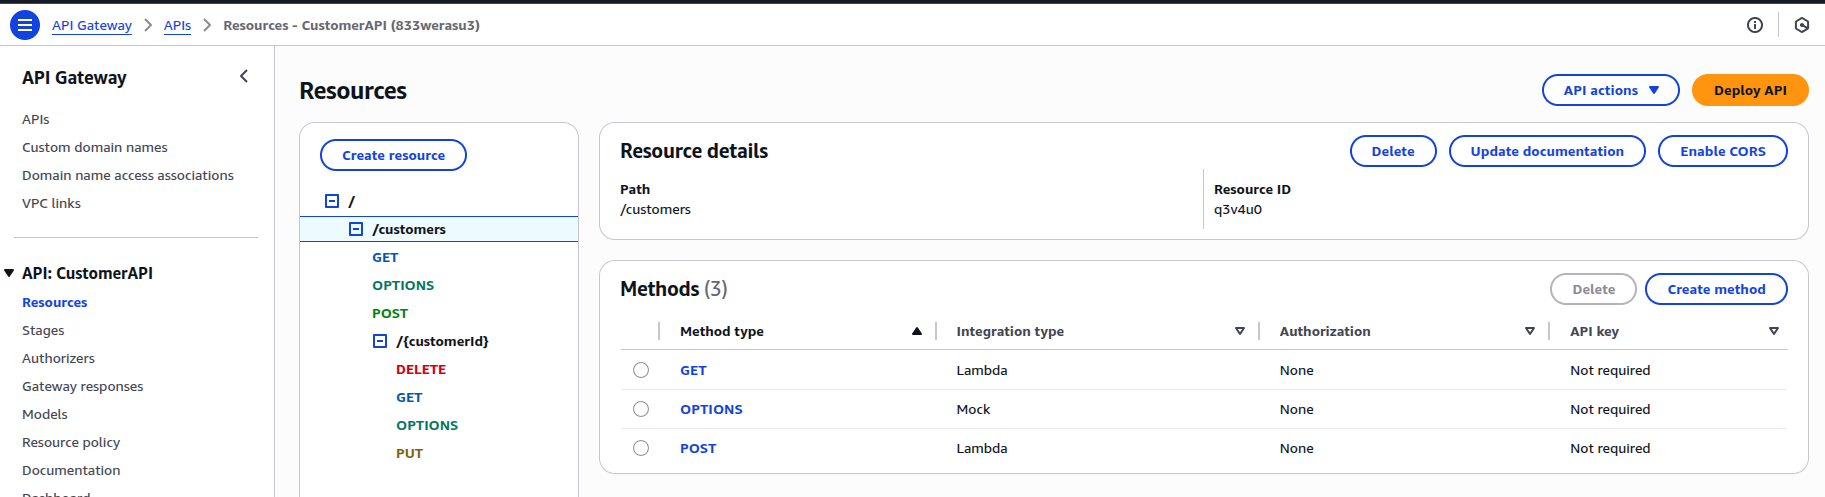 API Gateway > APIs > Resources - CustomerAPI (833werasu3)
API Gateway
APIs
Custom domain names
Domain name access associations
VPC links
API: CustomerAPI
Resources
Stages
Authorizers
Gateway responses
Models
Resource policy
Documentation
Dashboard
Resources
API actions
Deploy API
Create resource
/
/customers
GET
OPTIONS
POST
/{customerId}
DELETE
GET
OPTIONS
PUT
Resource details
Delete
Update documentation
Enable CORS
Path
/customers
Resource ID
q3v4u0
Methods (3)
Delete
Create method
Method type Integration type Authorization API key
GET Lambda None Not required
OPTIONS Mock None Not required
POST Lambda None Not required